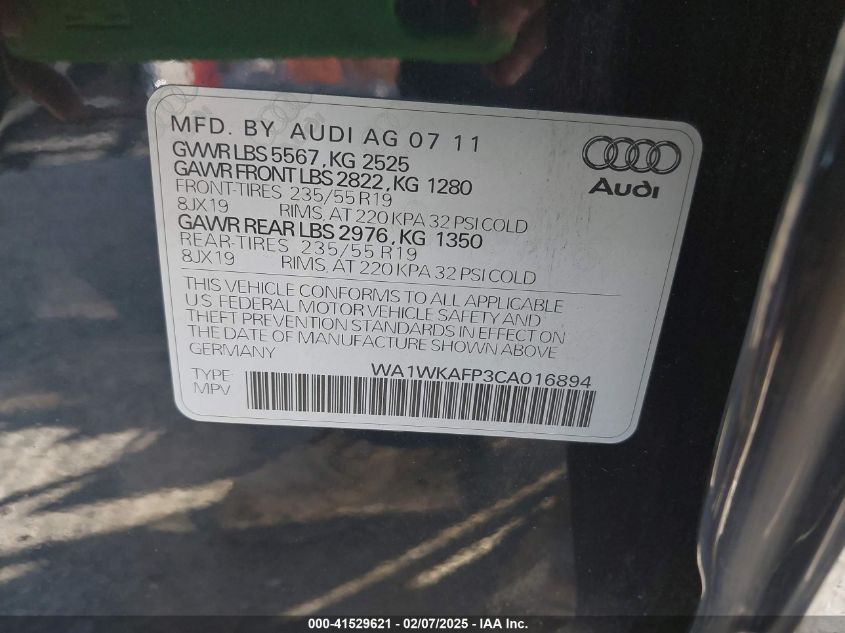 MFD. BY AUDI AG 07 11
GVWR LBS 5567, KG 2525
GAWR FRONT LBS 2822, KG 1280
FRONT-TIRES 235/55 R19
8JX19 RIMS, AT 220 KPA 32 PSI COLD
GAWR REAR LBS 2976, KG 1350
REAR-TIRES 235/55 R19
8JX19 RIMS, AT 220 KPA 32 PSI COLD
Audi
THIS VEHICLE CONFORMS TO ALL APPLICABLE
U.S. FEDERAL MOTOR VEHICLE SAFETY AND
THEFT PREVENTION STANDARDS IN EFFECT ON
THE DATE OF MANUFACTURE SHOWN ABOVE
GERMANY
WA1WKAFP3CA016894
TYPE:
MPV
000-41529621 - 02/07/2025 - IAA Inc.